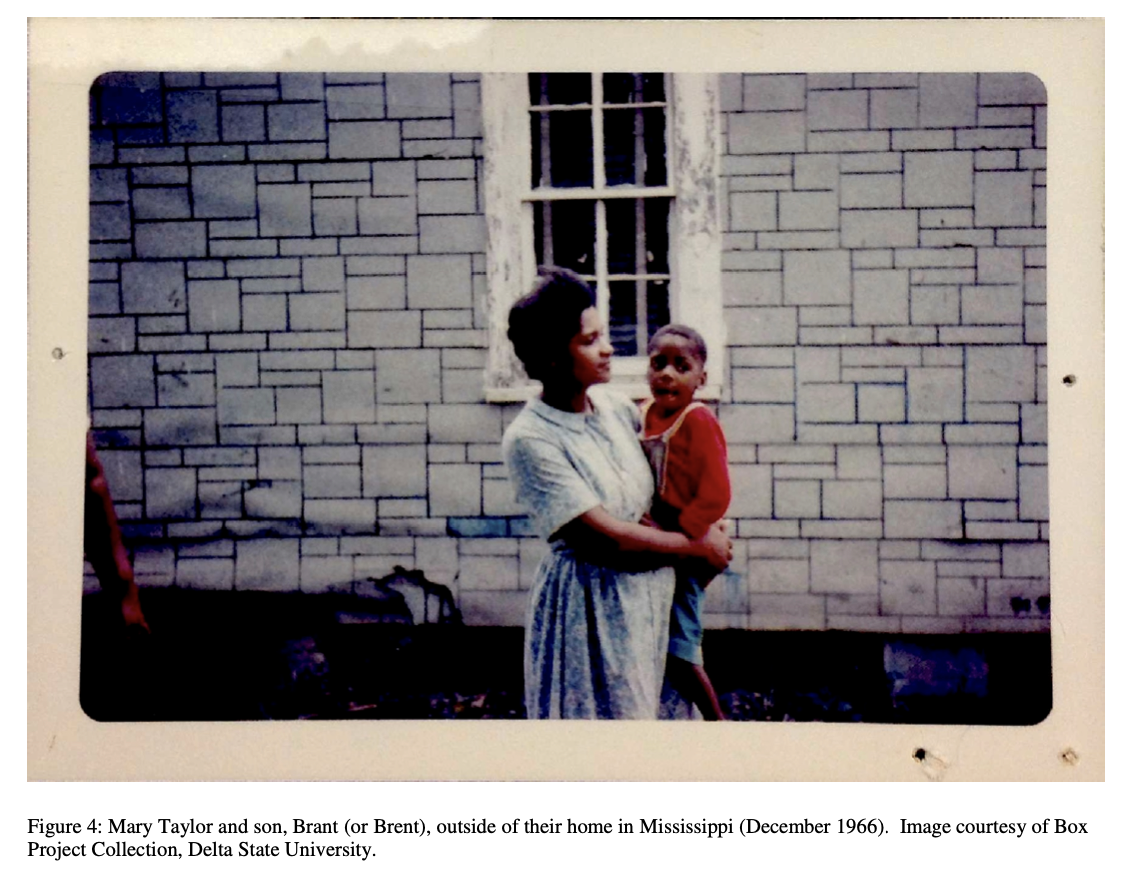 Figure 4: Mary Taylor and son, Brant (or Brent), outside of their home in Mississippi (December 1966).  Image courtesy of Box
Project Collection, Delta State University.